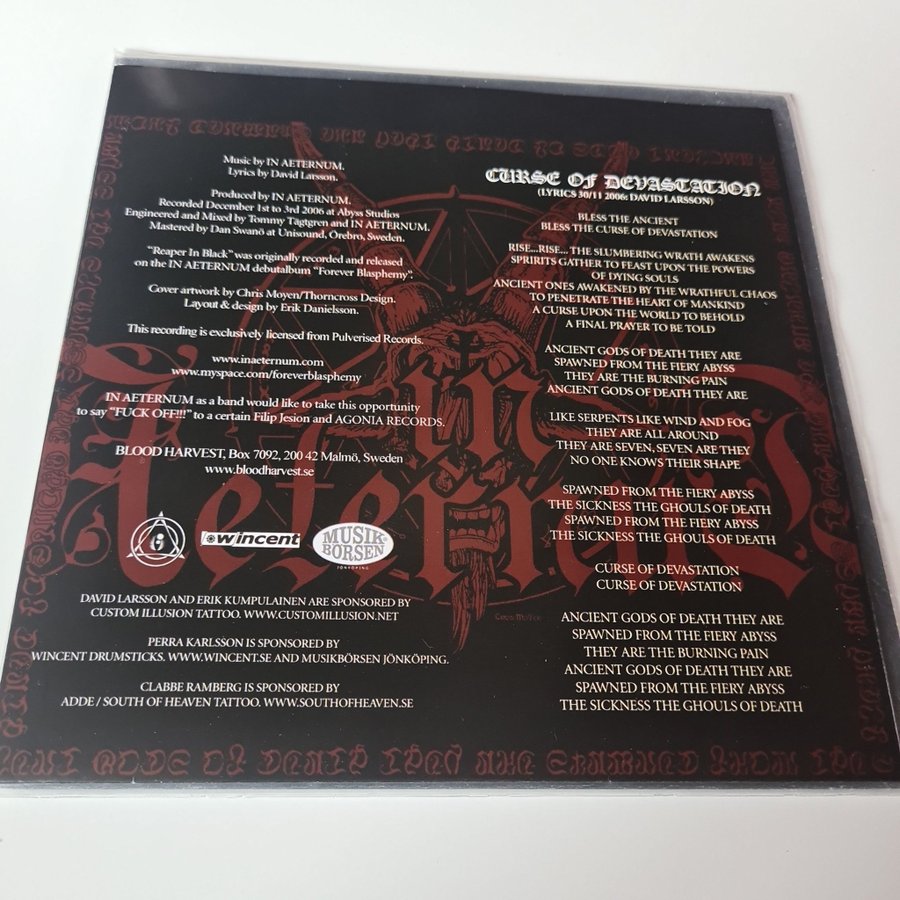 Music by IN AETERNUM.
Lyrics by David Larsson.
Produced by IN AETERNUM.
Recorded December 1st to 3rd 2006 at Abyss Studios
Engineered and Mixed by Tommy Tägtgren and IN AETERNUM.
Mastered by Dan Swanö at Unisound, Örebro, Sweden.
"Reaper In Black" was originally recorded and released
on the IN AETERNUM debutalbum "Forever Blasphemy".
Cover artwork by Chris Moyen/Thorncross Design.
Layout & design by Erik Danielsson.
This recording is exclusively licensed from Pulverised Records.
www.inaeternum.com
www.myspace.com/foreverblasphemy
IN AETERNUM as a band would like to take this opportunity
to say "FUCK OFF!!!" to a certain Filip Jesion and AGONIA RECORDS.
BLOOD HARVEST, Box 7092, 200 42 Malmö, Sweden
www.bloodharvest.se
wincent
MUSIK
BÖRSEN
JÖNKÖPING
DAVID LARSSON AND ERIK KUMPULAINEN ARE SPONSORED BY
CUSTOM ILLUSION TATTOO. WWW.CUSTOMILLUSION.NET
PERRA KARLSSON IS SPONSORED BY
WINCENT DRUMSTICKS. WWW.WINCENT.SE AND MUSIKBÖRSEN JÖNKÖPING.
CLABBE RAMBERG IS SPONSORED BY
ADDE / SOUTH OF HEAVEN TATTOO. WWW.SOUTHOFHEAVEN.SE
CURSE OF DEVASTATION
(LYRICS 30/11 2006: DAVID LARSSON)
BLESS THE ANCIENT
BLESS THE CURSE OF DEVASTATION
RISE...RISE.... THE SLUMBERING WRATH AWAKENS
SPRIRITS GATHER TO FEAST UPON THE POWERS
OF DYING SOULS
ANCIENT ONES AWAKENED BY THE WRATHFUL CHAOS
TO PENETRATE THE HEART OF MANKIND
A CURSE UPON THE WORLD TO BEHOLD
A FINAL PRAYER TO BE TOLD
ANCIENT GODS OF DEATH THEY ARE
SPAWNED FROM THE FIERY ABYSS
THEY ARE THE BURNING PAIN
ANCIENT GODS OF DEATH THEY ARE
LIKE SERPENTS LIKE WIND AND FOG
THEY ARE ALL AROUND
THEY ARE SEVEN, SEVEN ARE THEY
NO ONE KNOWS THEIR SHAPE
SPAWNED FROM THE FIERY ABYSS
THE SICKNESS THE GHOULS OF DEATH
SPAWNED FROM THE FIERY ABYSS
THE SICKNESS THE GHOULS OF DEATH
CURSE OF DEVASTATION
CURSE OF DEVASTATION
ANCIENT GODS OF DEATH THEY ARE
SPAWNED FROM THE FIERY ABYSS
THEY ARE THE BURNING PAIN
ANCIENT GODS OF DEATH THEY ARE
SPAWNED FROM THE FIERY ABYSS
THE SICKNESS THE GHOULS OF DEATH
in
Aeternum